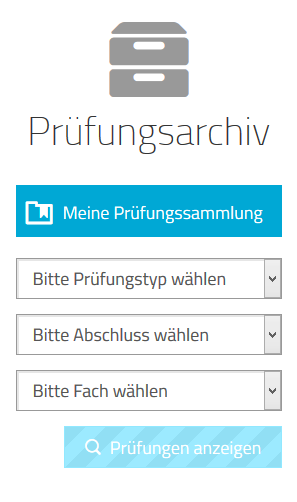 Prüfungsarchiv
Meine Prüfungssammlung
Bitte Prüfungstyp wählen
Bitte Abschluss wählen
Bitte Fach wählen
Prüfungen anzeigen